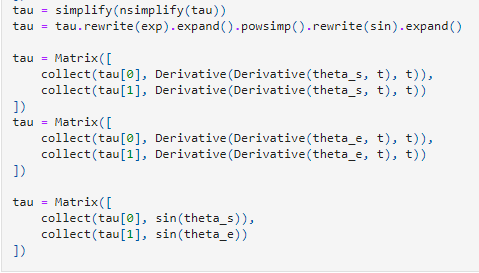 tau = simplify(nsimplify(tau))
tau = tau.rewrite(exp).expand().powsimp().rewrite(sin).expand()
tau = Matrix([
    collect(tau[0], Derivative(Derivative(theta_s, t), t)),
    collect(tau[1], Derivative(Derivative(theta_s, t), t))
])
tau = Matrix([
    collect(tau[0], Derivative(Derivative(theta_e, t), t)),
    collect(tau[1], Derivative(Derivative(theta_e, t), t))
])
tau = Matrix([
    collect(tau[0], sin(theta_s)),
    collect(tau[1], sin(theta_e))
])